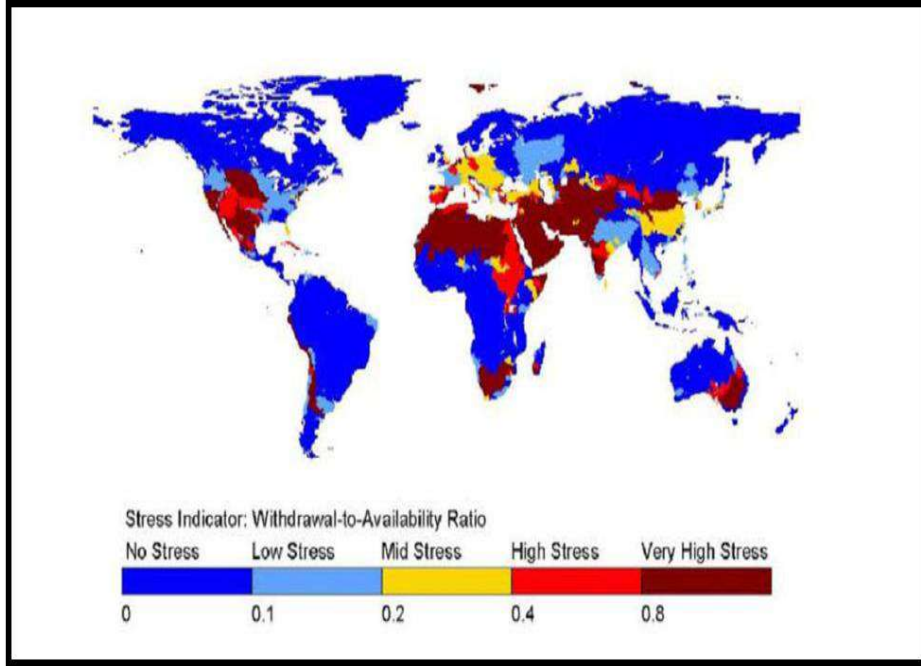 Stress Indicator: Withdrawal-to-Availability Ratio
No Stress Low Stress Mid Stress High Stress Very High Stress
0 0.1 0.2 0.4 0.8